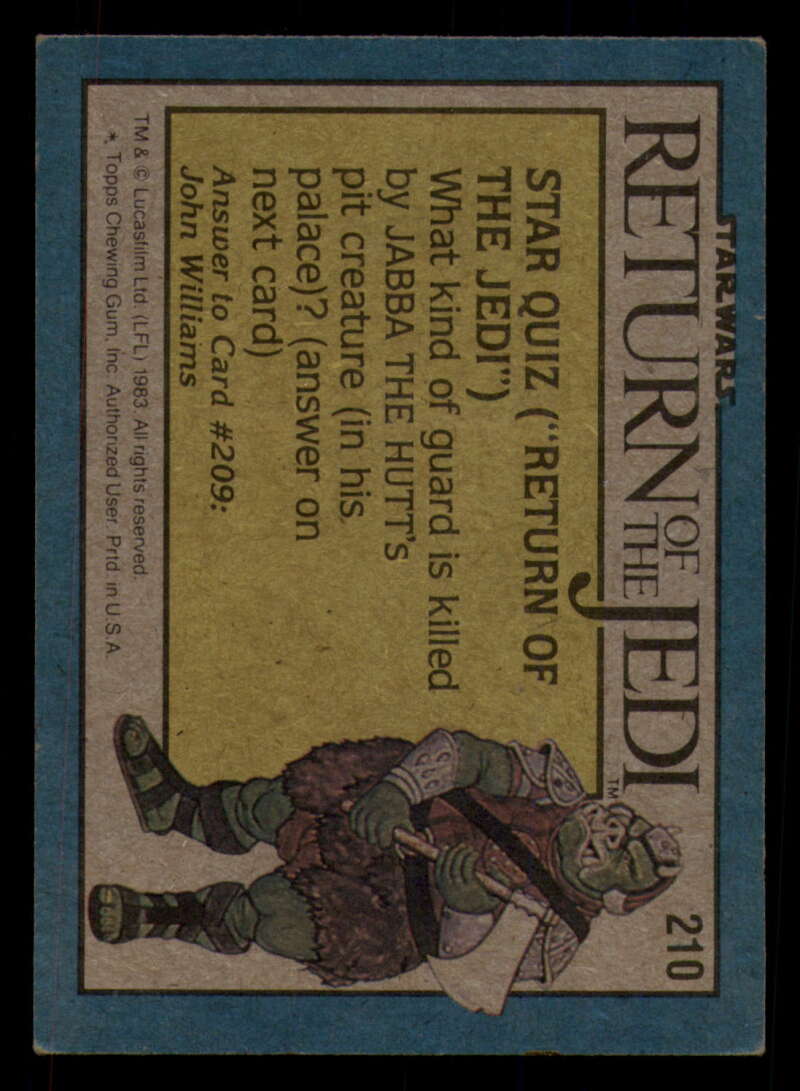 STAR WARS
RETURN OF THE JEDI™
210
STAR QUIZ ("RETURN OF
THE JEDI")
What kind of guard is killed
by JABBA THE HUTT's
pit creature (in his
palace)? (answer on
next card)
Answer to Card #209:
John Williams
TM & © Lucasfilm Ltd. (LFL) 1983. All rights reserved.
*, Topps Chewing Gum, Inc. Authorized User. Prtd. in U.S.A.